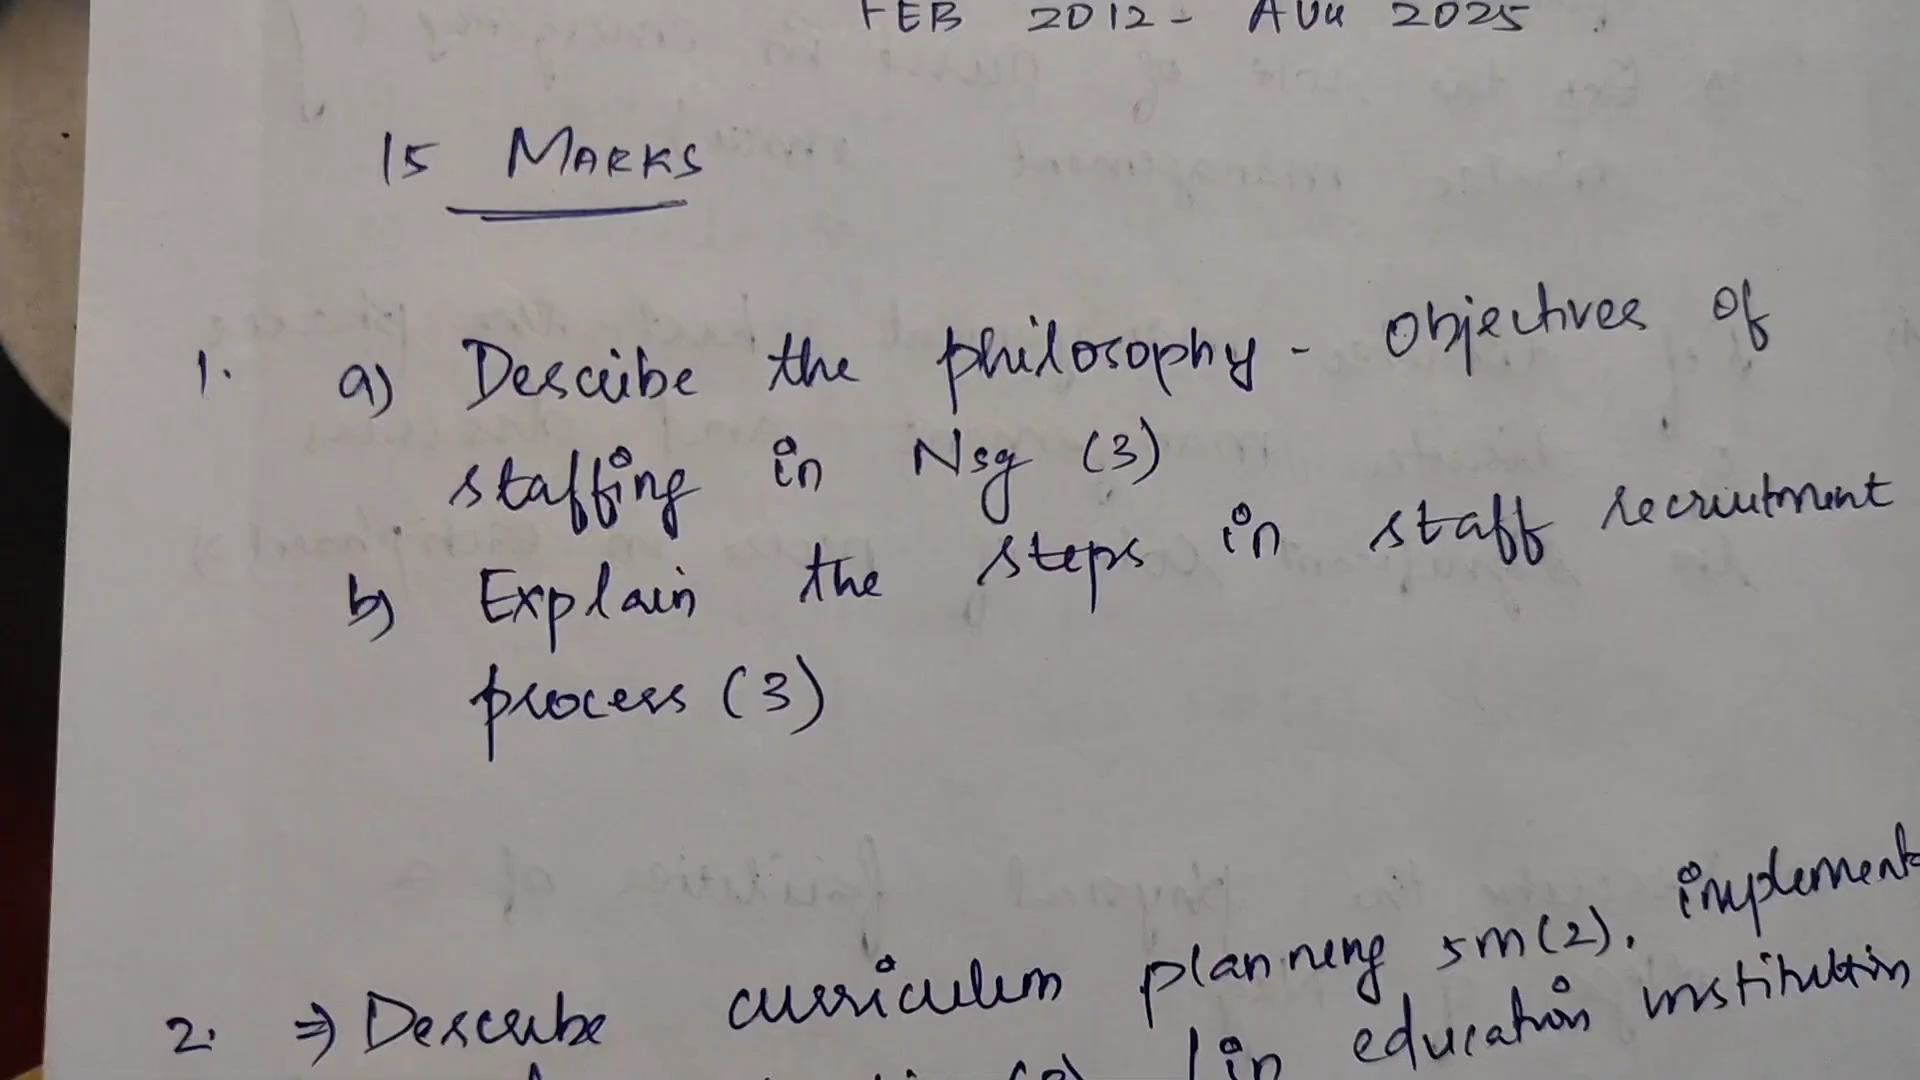 FEB 2012 - AUG 2025
15 MARKS
1. a) Describe the philosophy - objectives of
staffing in Nsg (3)
b) Explain the steps in staff recruitment
process (3)
2. ⇒ Describe curriculum planning 5m(2). implement
in education institution